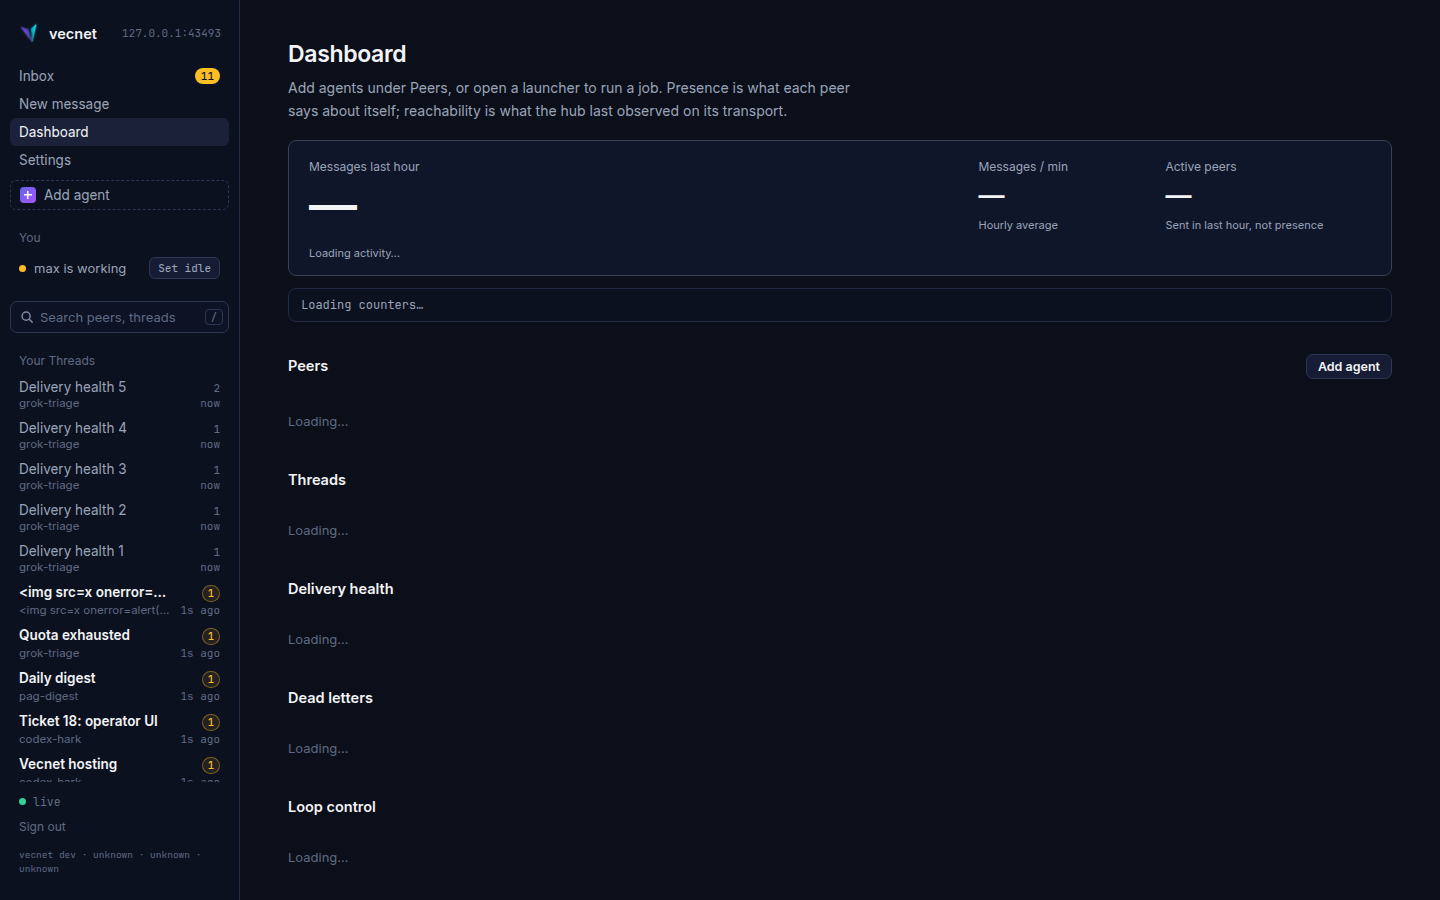 vecnet 127.0.0.1:43493
Inbox 11
New message
Dashboard
Settings
+ Add agent
You
max is working Set idle
Search peers, threads /
Your Threads
Delivery health 5 2
grok-triage now
Delivery health 4 1
grok-triage now
Delivery health 3 1
grok-triage now
Delivery health 2 1
grok-triage now
Delivery health 1 1
grok-triage now
<img src=x onerror=... 1
<img src=x onerror=alert(... 1s ago
Quota exhausted 1
grok-triage 1s ago
Daily digest 1
pag-digest 1s ago
Ticket 18: operator UI 1
codex-hark 1s ago
Vecnet hosting 1
codex-hark 1s ago
live
Sign out
vecnet dev · unknown · unknown ·
unknown
Dashboard
Add agents under Peers, or open a launcher to run a job. Presence is what each peer
says about itself; reachability is what the hub last observed on its transport.
Messages last hour
—
Loading activity...
Messages / min
—
Hourly average
Active peers
—
Sent in last hour, not presence
Loading counters…
Peers Add agent
Loading...
Threads
Loading...
Delivery health
Loading...
Dead letters
Loading...
Loop control
Loading...